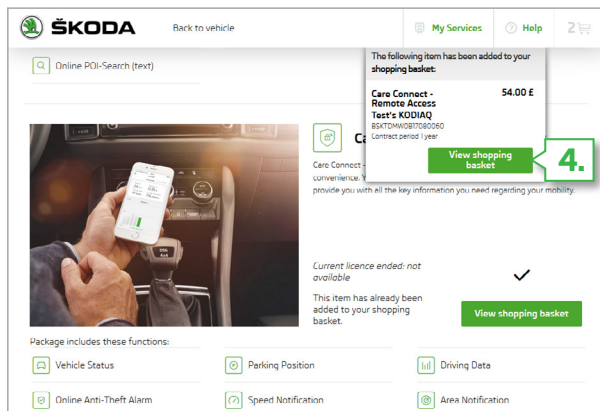 ŠKODA
Back to vehicle
My Services
Help
2
Online POI-Search (text)
The following item has been added to your
shopping basket:
Care Connect -
Remote Access
Test's KODIAQ
54.00 £
Contract period 1 year
View shopping
basket
4.
Care Connect -
convenience.
provide you with all the key information you need regarding your mobility.
Current licence ended: not
available
This item has already been
added to your shopping
basket.
View shopping basket
Package includes these functions:
Vehicle Status
Parking Position
Driving Data
Online Anti-Theft Alarm
Speed Notification
Area Notification